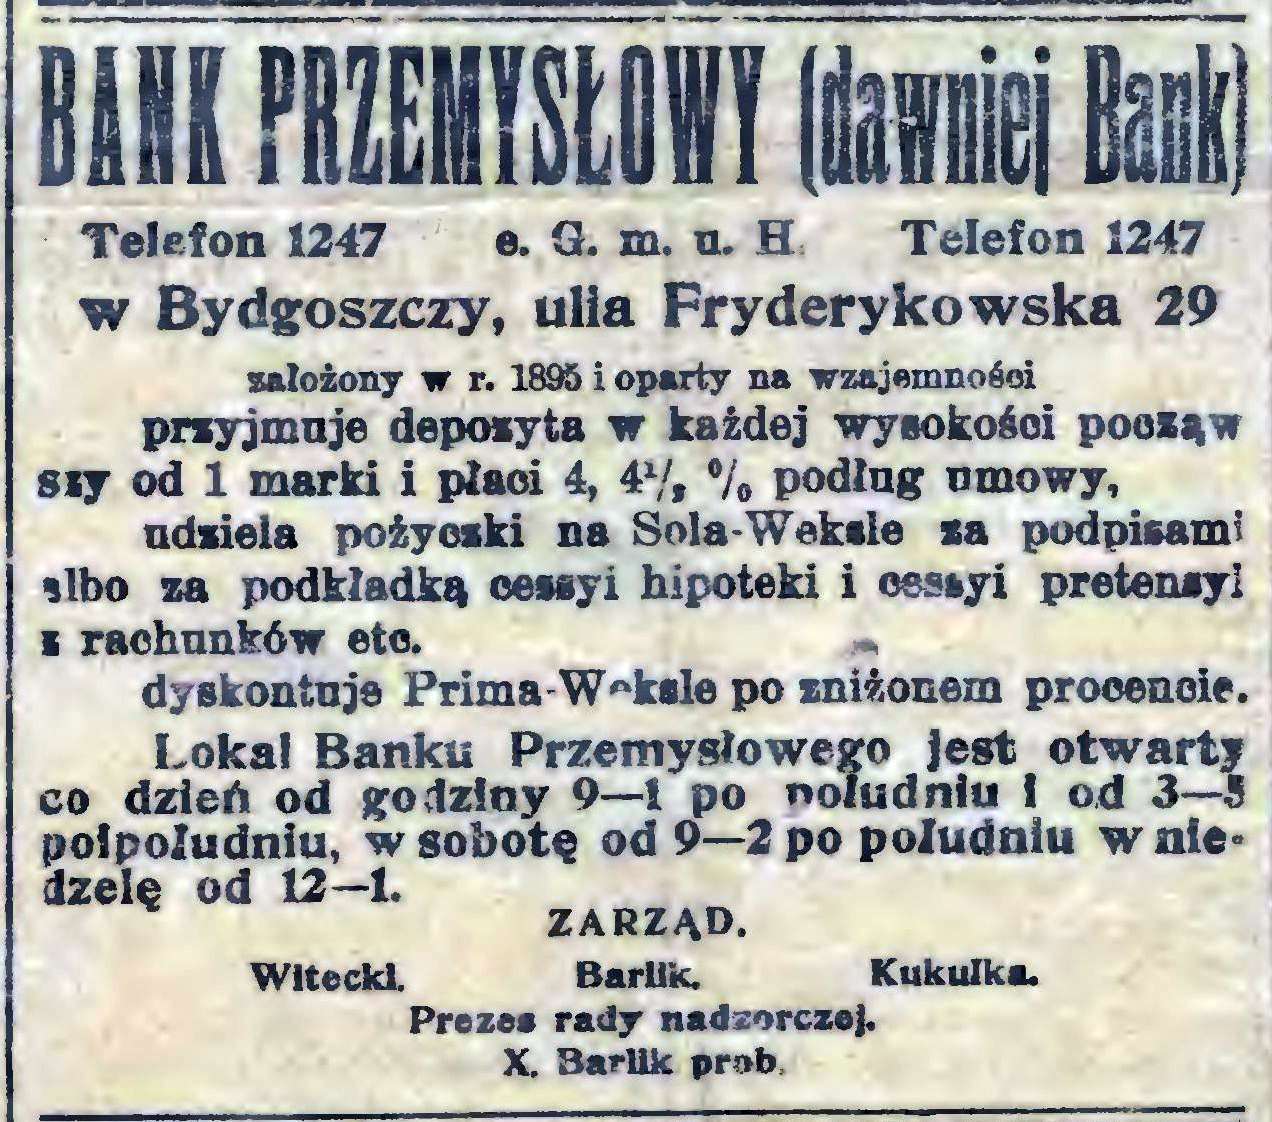 BANK PRZEMYSŁOWY (dawniej Bank)
Telefon 1247 e. G. m. u. H. Telefon 1247
w Bydgoszczy, ulia Fryderykowska 29
założony w r. 1895 i oparty na wzajemności
przyjmuje depozyta w każdej wysokości począw
szy od 1 marki i płaci 4, 4½, % podług umowy,
udziela pożyczki na Sola-Weksle za podpisami
albo za podkładką cessyi hipoteki i cessyi pretensyi
z rachunków etc.
dyskontuje Prima-Weksle po zniżonem procencie.
Lokal Banku Przemysłowego jest otwarty
co dzień od godziny 9—1 po południu i od 3—5
poipołudniu, w sobotę od 9—2 po południu w nie-
dzelę od 12—1.
ZARZĄD.
Witecki. Barlik. Kukułka.
Prezes rady nadzorczej.
X. Barlik prob.